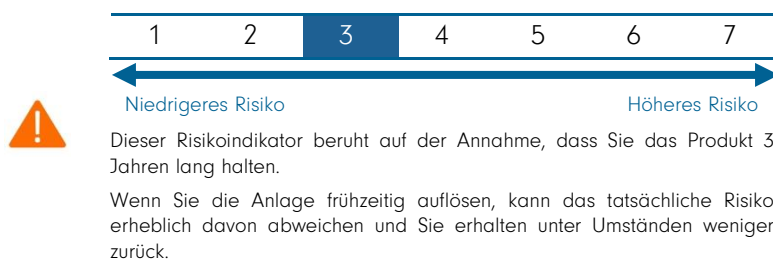 1 2 3 4 5 6 7
Niedrigeres Risiko Höheres Risiko
Dieser Risikoindikator beruht auf der Annahme, dass Sie das Produkt 3
Jahren lang halten.
Wenn Sie die Anlage frühzeitig auflösen, kann das tatsächliche Risiko
erheblich davon abweichen und Sie erhalten unter Umständen weniger
zurück.